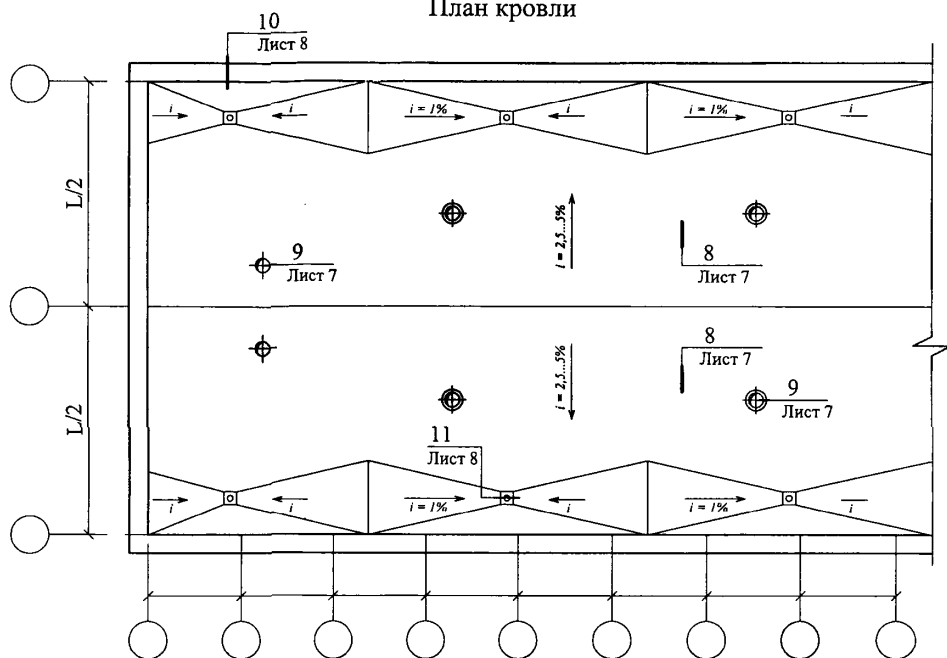 План кровли
10
Лист 8
i
i
i = 1%
i
i = 1%
i
L/2
i = 2,5...5%
9
Лист 7
8
Лист 7
8
Лист 7
i = 2,5...5%
9
Лист 7
L/2
11
Лист 8
i
i
i = 1%
i
i = 1%
i